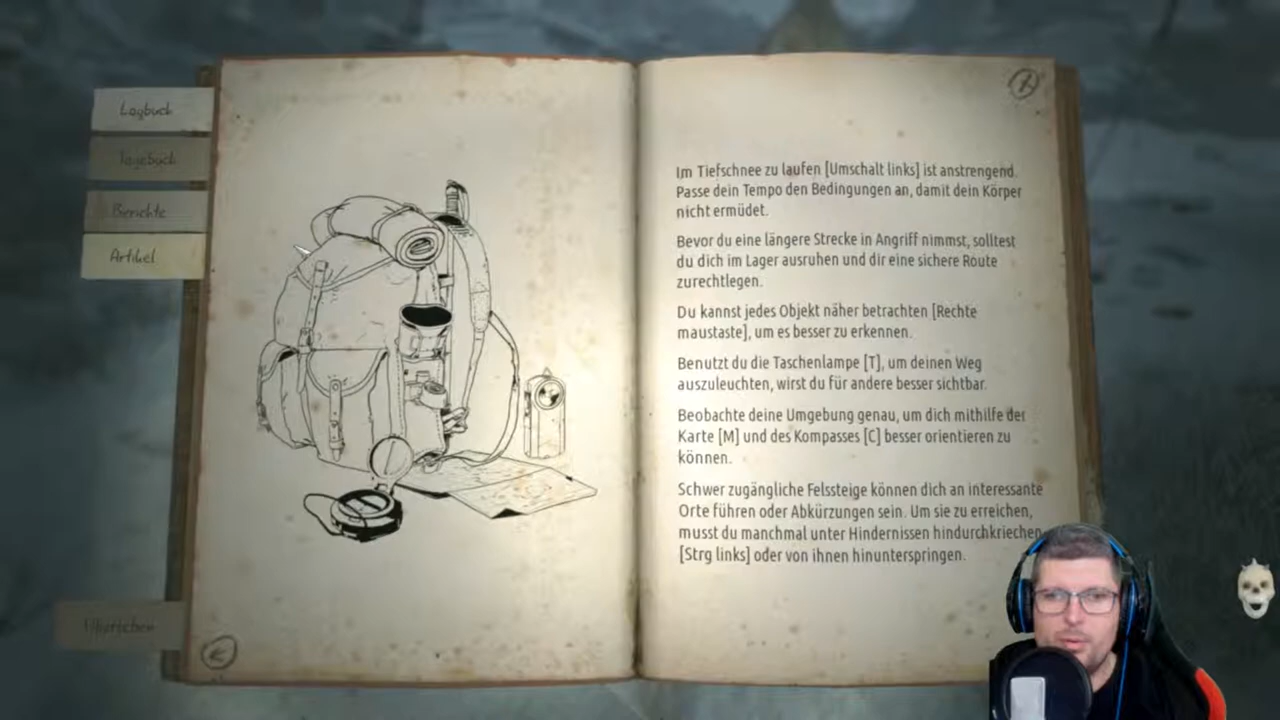 Logbuch
Tagebuch
Berichte
Artikel
Im Tiefschnee zu laufen [Umschalt links] ist anstrengend.
Passe dein Tempo den Bedingungen an, damit dein Körper
nicht ermüdet.
Bevor du eine längere Strecke in Angriff nimmst, solltest
du dich im Lager ausruhen und dir eine sichere Route
zurechtlegen.
Du kannst jedes Objekt näher betrachten [Rechte
maustaste], um es besser zu erkennen.
Benutzt du die Taschenlampe [T], um deinen Weg
auszuleuchten, wirst du für andere besser sichtbar.
Beobachte deine Umgebung genau, um dich mithilfe der
Karte [M] und des Kompasses [C] besser orientieren zu
können.
Schwer zugängliche Felssteige können dich an interessante
Orte führen oder Abkürzungen sein. Um sie zu erreichen,
musst du manchmal unter Hindernissen hindurchkriechen
[Strg links] oder von ihnen hinunterspringen.